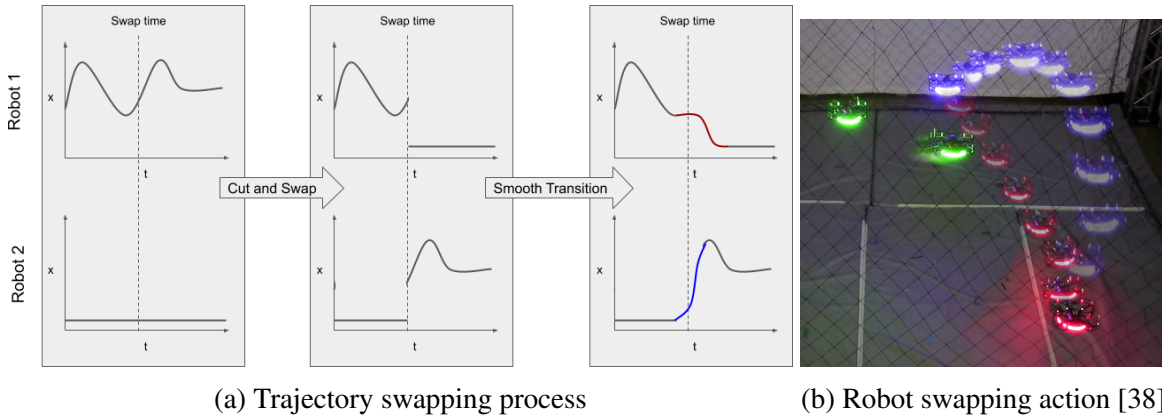 Swap time
Swap time
Swap time
Robot 1
x
x
x
t
t
t
Cut and Swap
Smooth Transition
Robot 2
x
x
x
t
t
t
(a) Trajectory swapping process
(b) Robot swapping action [38]